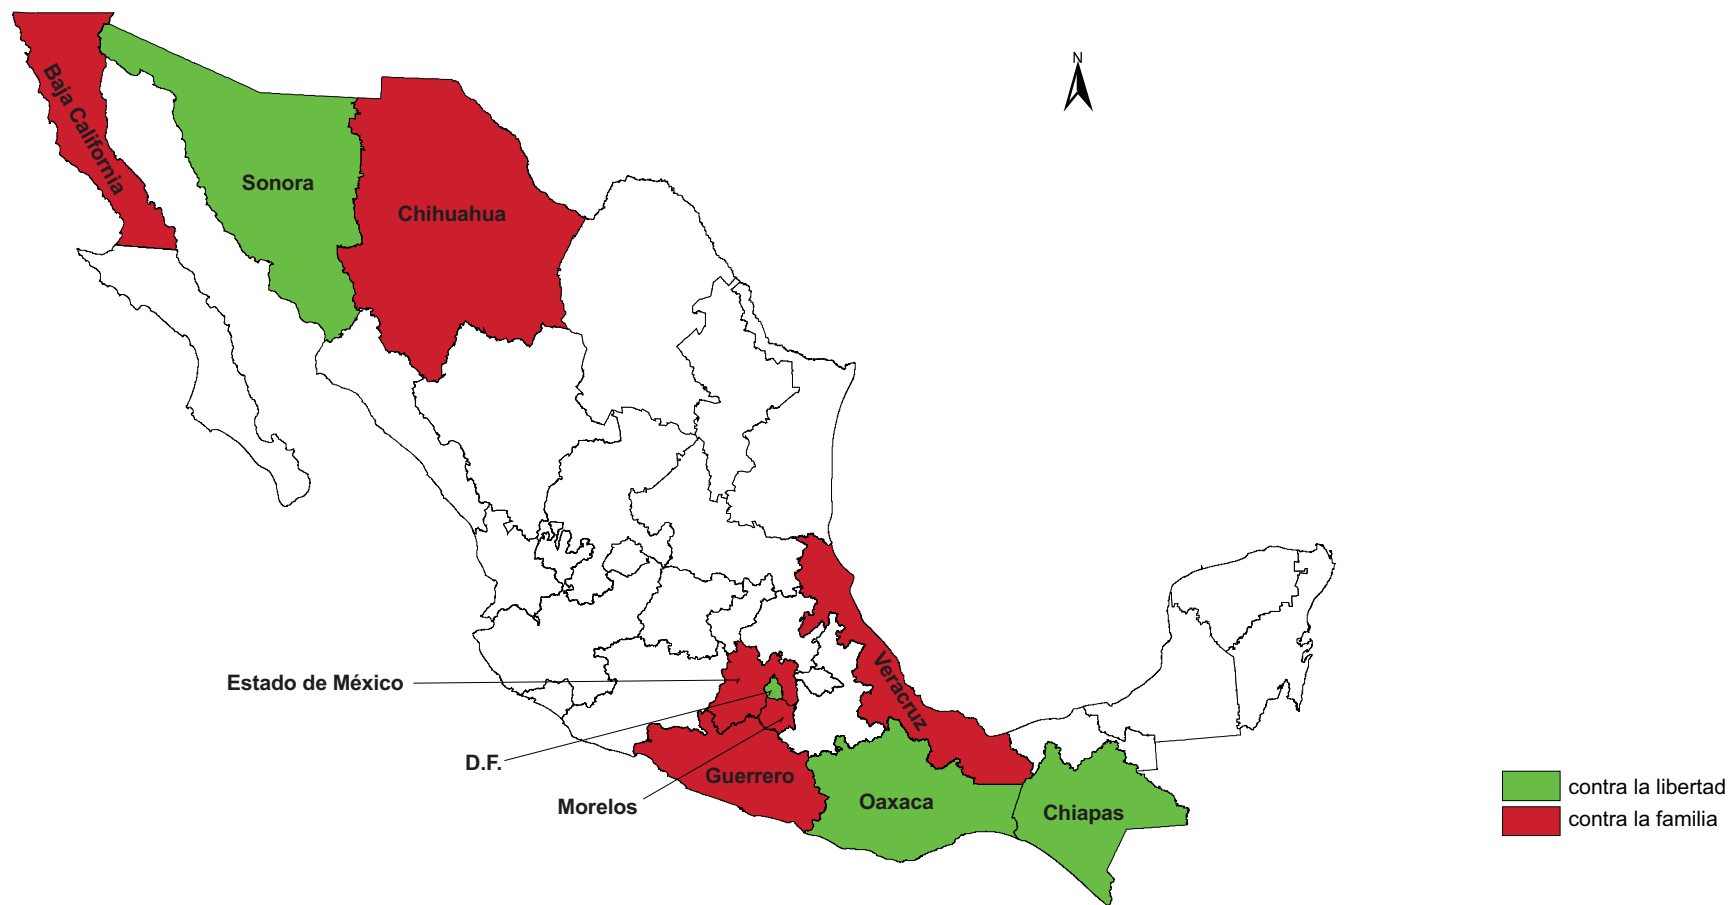 N
Baja California
Sonora
Chihuahua
Estado de México
Veracruz
D.F.
Guerrero
Morelos
Oaxaca
Chiapas
contra la libertad
contra la familia